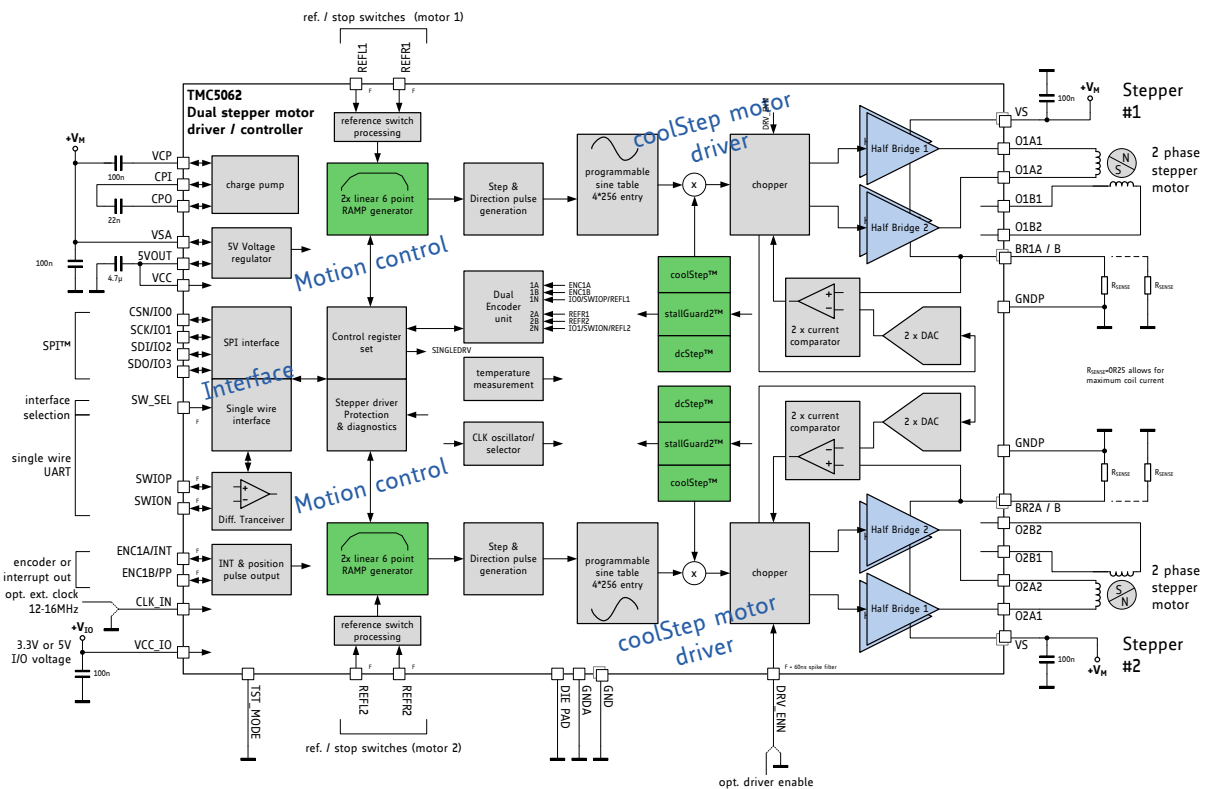 ref. / stop switches (motor 1)
REFL1
REFR1
F
F
TMC5062
Dual stepper motor
driver / controller
reference switch
processing
coolStep motor
driver
DRV_ENN
+VM
VCP
100n
CPI
CPO
22n
charge pump
2x linear 6 point
RAMP generator
Step &
Direction pulse
generation
programmable
sine table
4*256 entry
x
chopper
Half Bridge 1
Half Bridge 2
VS
100n
+VM
Stepper
#1
O1A1
O1A2
O1B1
O1B2
BR1A / B
N
S
2 phase
stepper
motor
VSA
5VOUT
VCC
100n
4.7µ
5V Voltage
regulator
Motion control
coolStep™
stallGuard2™
dcStep™
2 x current
comparator
2 x DAC
RSENSE
RSENSE
GNDP
RSENSE=0R25 allows for
maximum coil current
Dual
Encoder
unit
1A
1B
1N
2A
2B
2N
ENC1A
ENC1B
IO0/SWIOP/REFL1
REFR1
REFR2
IO1/SWION/REFL2
SPI™
CSN/IO0
SCK/IO1
SDI/IO2
SDO/IO3
SPI interface
Control register
set
SINGLEDRV
temperature
measurement
Interface
interface
selection
SW_SEL
F
Single wire
interface
Stepper driver
Protection
& diagnostics
CLK oscillator/
selector
single wire
UART
SWIOP
SWION
F
F
Diff. Tranceiver
Motion control
dcStep™
stallGuard2™
coolStep™
2 x current
comparator
2 x DAC
GNDP
RSENSE
RSENSE
BR2A / B
O2B2
O2B1
O2A2
O2A1
VS
encoder or
interrupt out
ENC1A/INT
ENC1B/PP
F
F
INT & position
pulse output
2x linear 6 point
RAMP generator
Step &
Direction pulse
generation
programmable
sine table
4*256 entry
x
chopper
Half Bridge 2
Half Bridge 1
S
N
2 phase
stepper
motor
opt. ext. clock
12-16MHz
CLK_IN
+VIO
3.3V or 5V
I/O voltage
VCC_IO
100n
reference switch
processing
coolStep motor
driver
F
F
F = 60ns spike filter
100n
+VM
Stepper
#2
TST_MODE
REFL2
REFR2
DIE PAD
GNDA
GND
DRV_ENN
ref. / stop switches (motor 2)
opt. driver enable